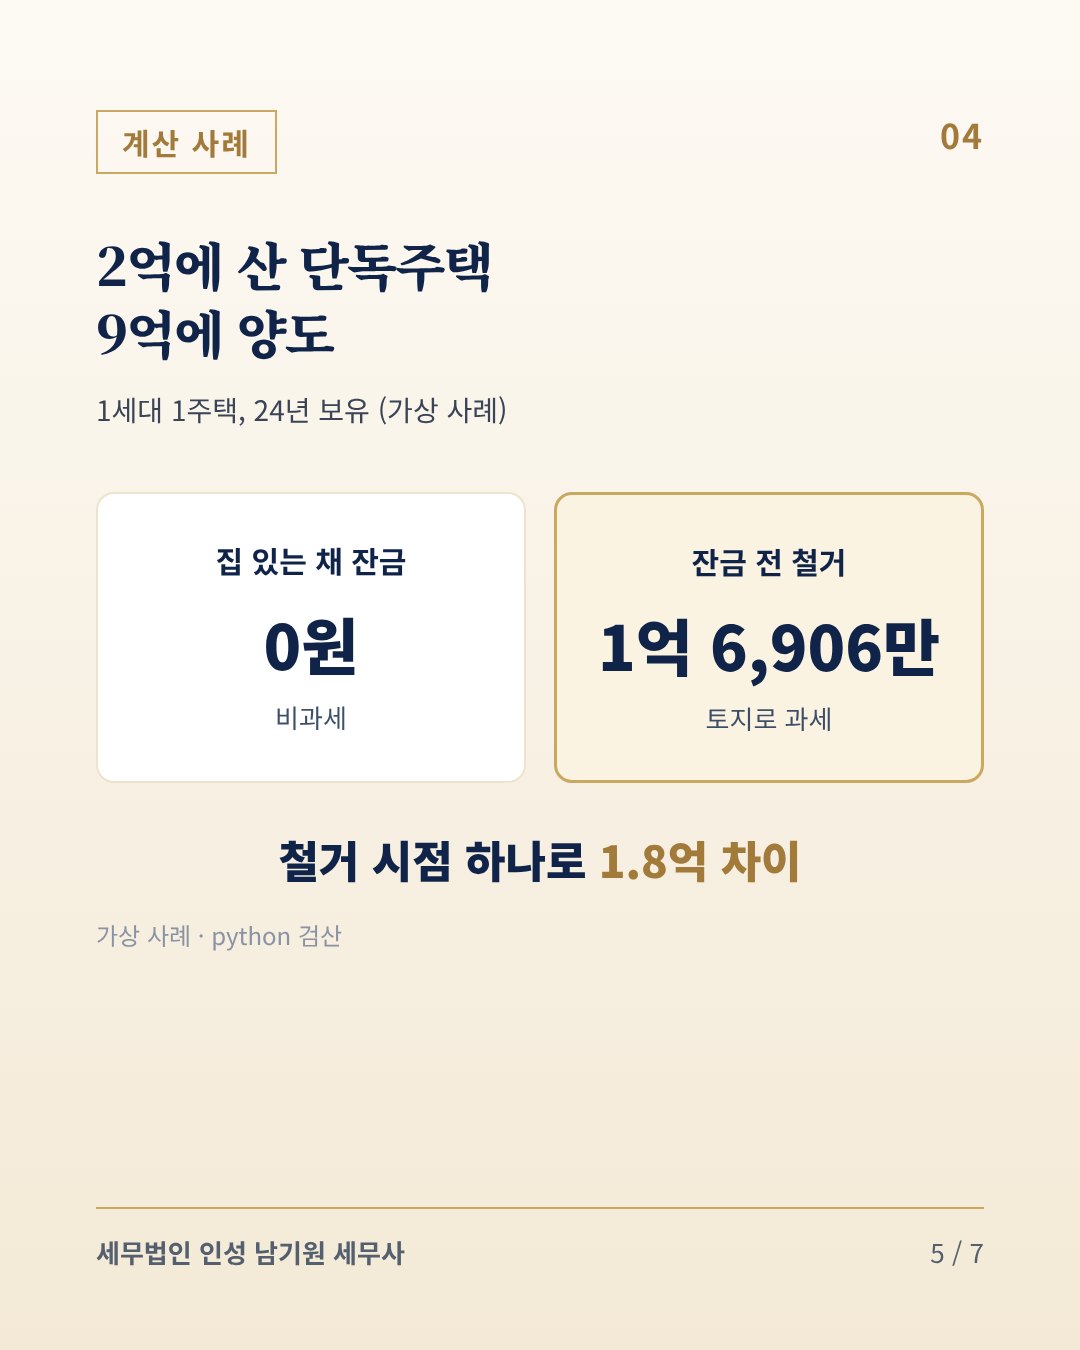 계산 사례
04
2억에 산 단독주택
9억에 양도
1세대 1주택, 24년 보유 (가상 사례)
집 있는 채 잔금
0원
비과세
잔금 전 철거
1억 6,906만
토지로 과세
철거 시점 하나로 1.8억 차이
가상 사례 · python 검산
세무법인 인성 남기원 세무사
5 / 7